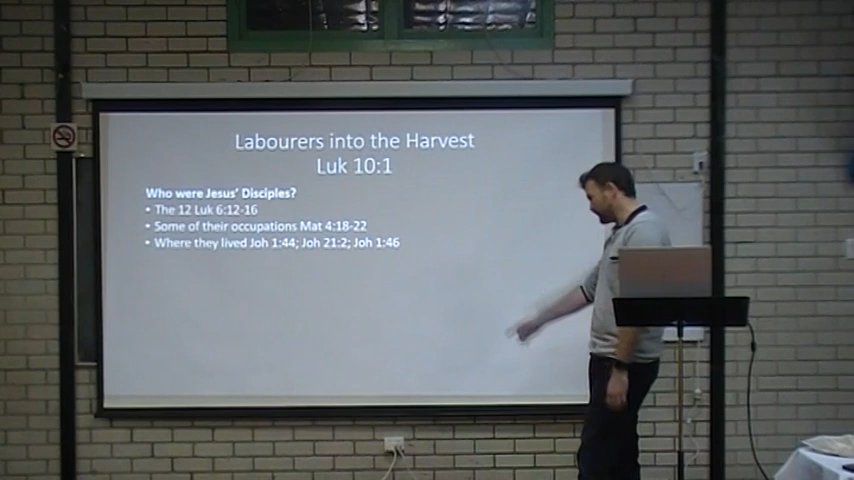 Labourers into the Harvest
Luk 10:1
Who were Jesus' Disciples?
• The 12 Luk 6:12-16
• Some of their occupations Mat 4:18-22
• Where they lived Joh 1:44; Joh 21:2; Joh 1:46